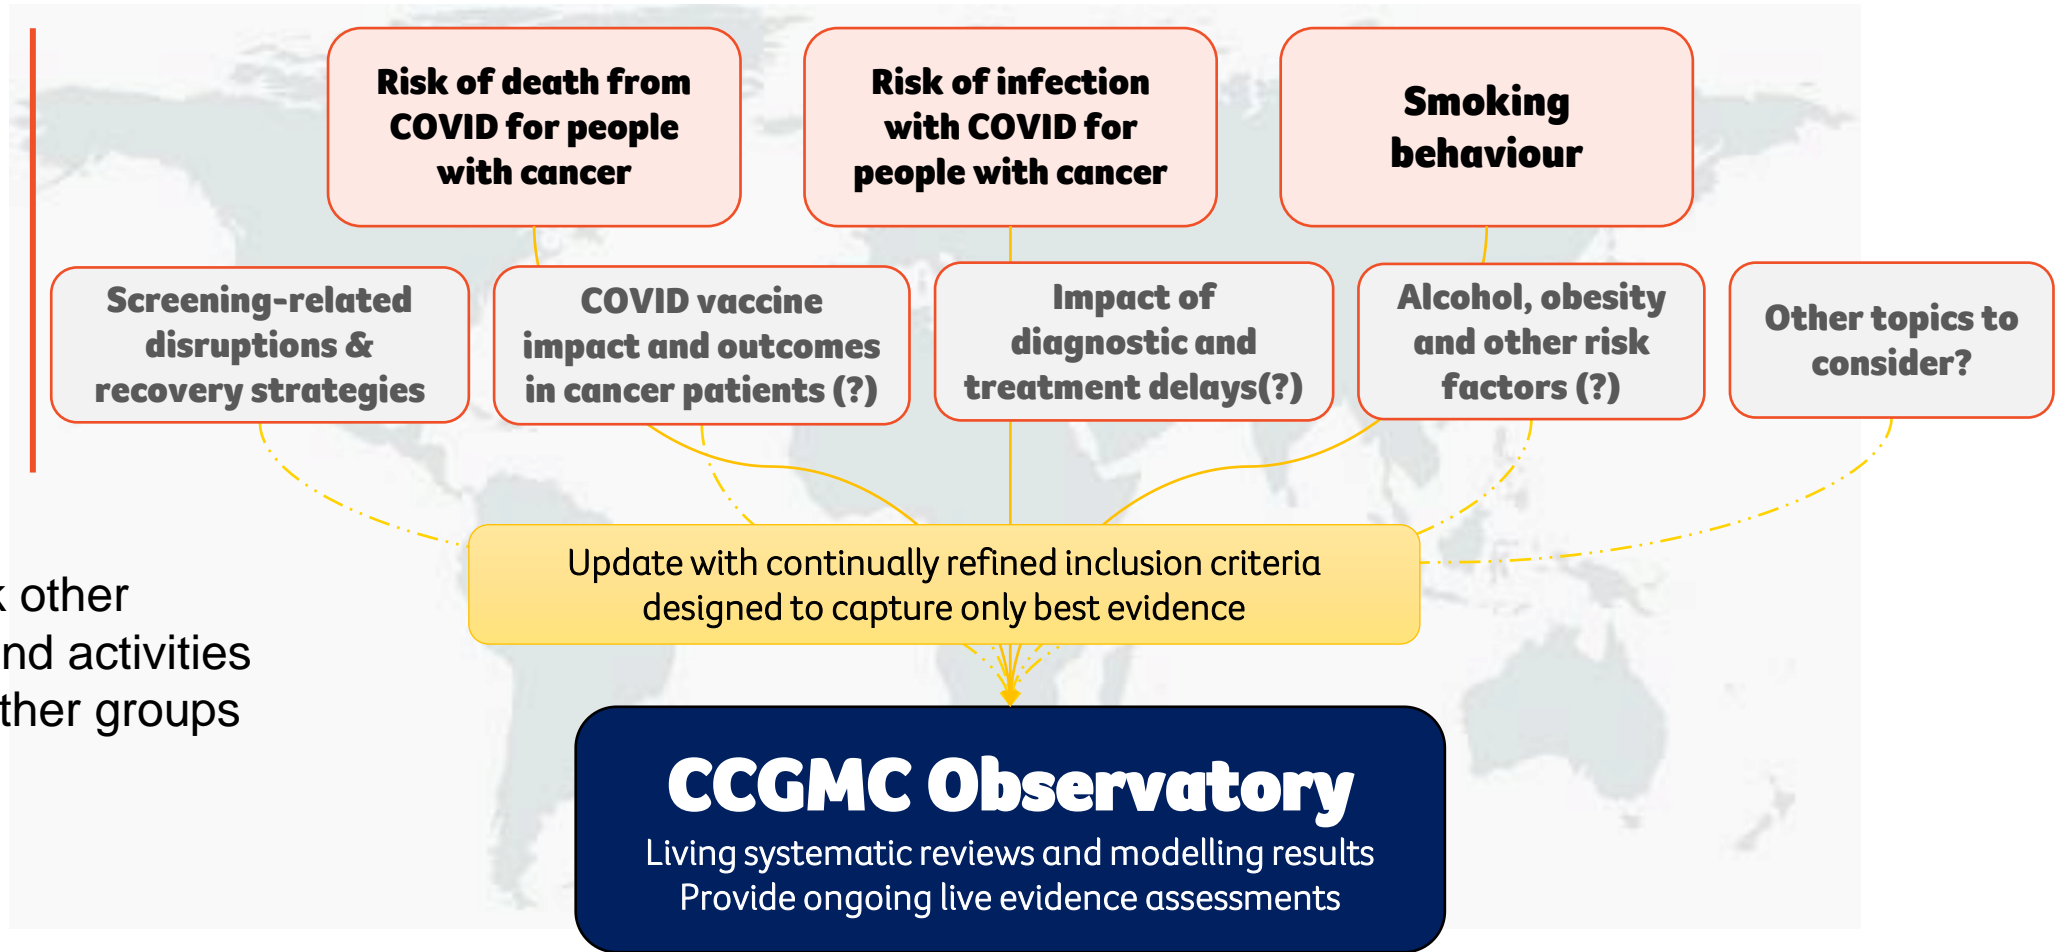 Risk of death from
COVID for people
with cancer
Risk of infection
with COVID for
people with cancer
Smoking
behaviour
Screening-related
disruptions &
recovery strategies
COVID vaccine
impact and outcomes
in cancer patients (?)
Impact of
diagnostic and
treatment delays(?)
Alcohol, obesity
and other risk
factors (?)
Other topics to
consider?
other
activities
groups
Update with continually refined inclusion criteria
designed to capture only best evidence
CCGMC Observatory
Living systematic reviews and modelling results
Provide ongoing live evidence assessments